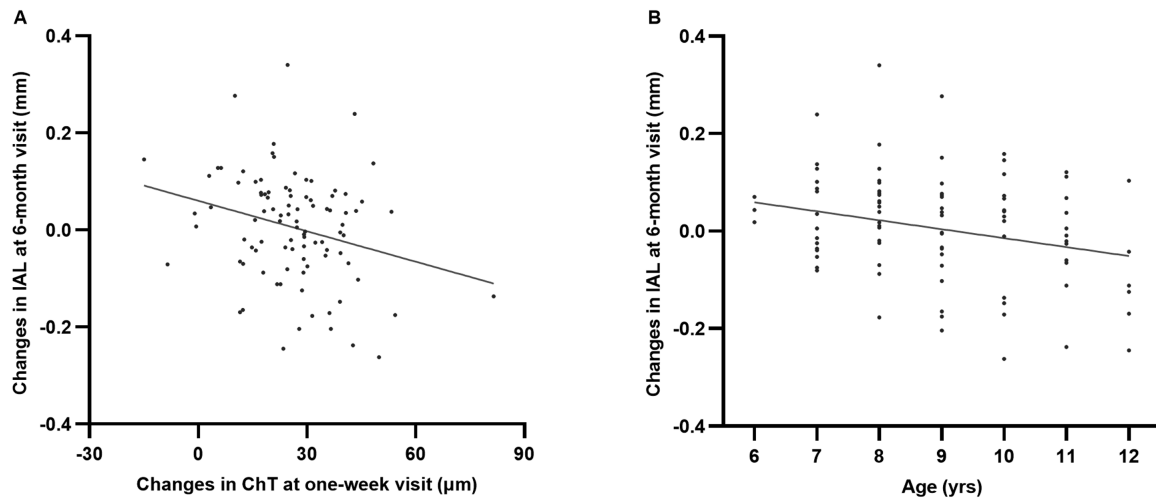 A
Changes in IAL at 6-month visit (mm)
0.4
0.2
0.0
-0.2
-0.4
-30 0 30 60 90
Changes in ChT at one-week visit (μm)
B
Changes in IAL at 6-month visit (mm)
0.4
0.2
0.0
-0.2
-0.4
6 7 8 9 10 11 12
Age (yrs)